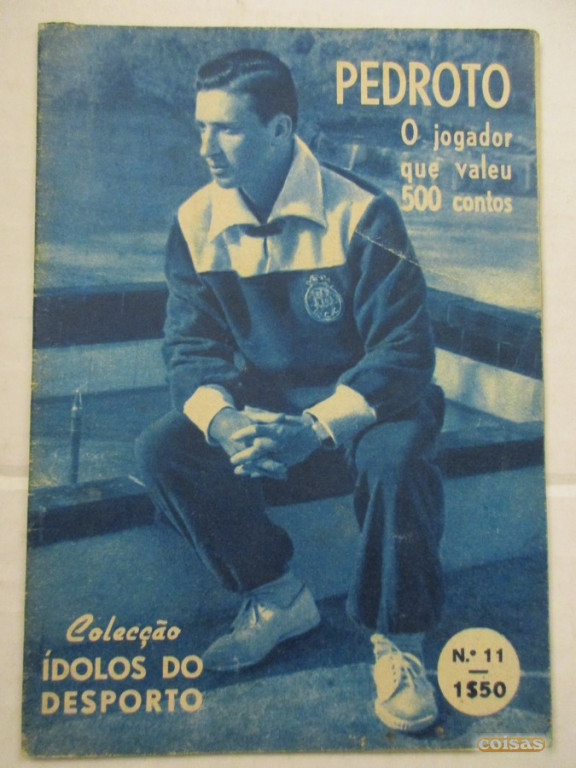 PEDROTO
O jogador
que valeu
500 contos
Colecção
ÍDOLOS DO
DESPORTO
N.º 11
1$50
coisas